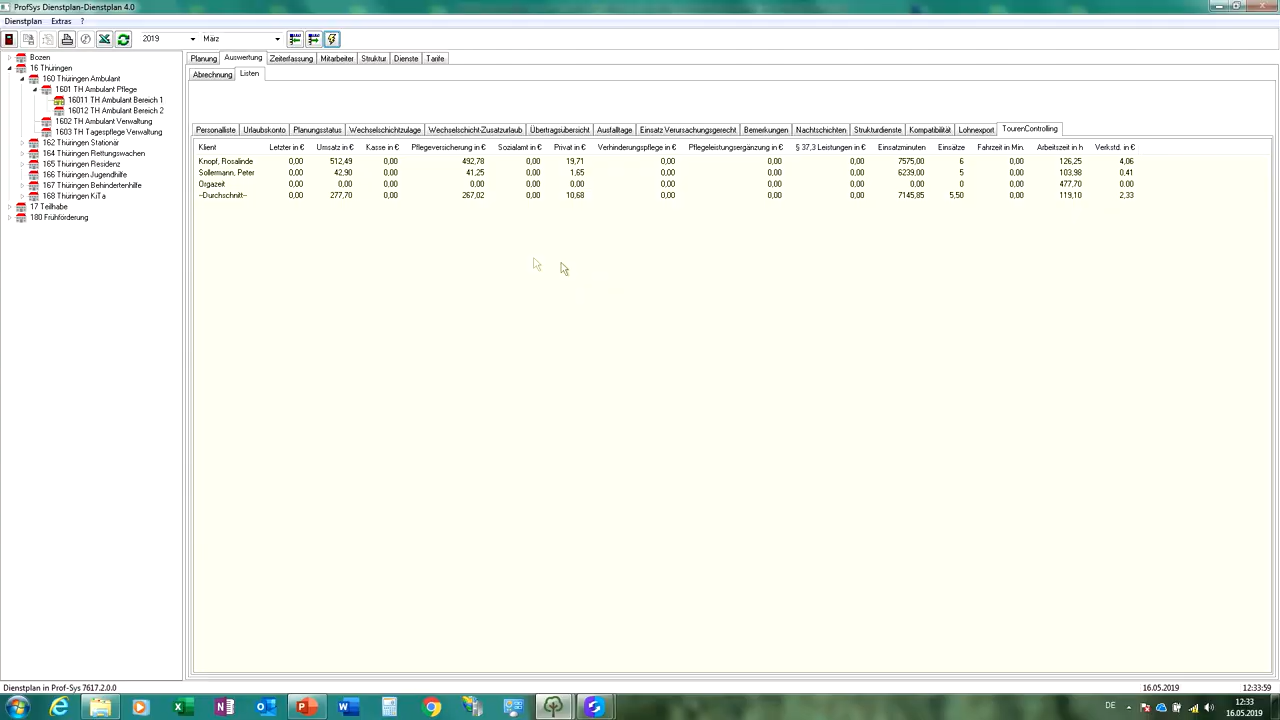 ProfSys Dienstplan-Dienstplan 4.0
Dienstplan Extras ?
2019 März
Bozen
16 Thüringen
160 Thüringen Ambulant
1601 TH Ambulant Pflege
16011 TH Ambulant Bereich 1
16012 TH Ambulant Bereich 2
1602 TH Ambulant Verwaltung
1603 TH Tagespflege Verwaltung
162 Thüringen Stationär
164 Thüringen Rettungswachen
165 Thüringen Residenz
166 Thüringen Jugendhilfe
167 Thüringen Behindertenhilfe
168 Thüringen KiTa
17 Teilhabe
180 Frühförderung
Planung Auswertung Zeiterfassung Mitarbeiter Struktur Dienste Tarife
Abrechnung Listen
Personalliste Urlaubskonto Planungsstatus Wechselschichtzulage Wechselschicht-Zusatzurlaub Übertragsübersicht Ausfalltage Einsatz Verursachungsgerecht Bemerkungen Nachtschichten Strukturdienste Kompatibilität Lohnexport TourenControlling
Klient Letzter in € Umsatz in € Kasse in € Pflegeversicherung in € Sozialamt in € Privat in € Verhinderungspflege in € Pflegeleistungsergänzung in € § 37,3 Leistungen in € Einsatzminuten Einsätze Fahrzeit in Min. Arbeitszeit in h Verk.std. in €
Knopf, Rosalinde 0,00 512,49 0,00 492,78 0,00 19,71 0,00 0,00 0,00 7575,00 6 0,00 126,25 4,06
Sollermann, Peter 0,00 42,90 0,00 41,25 0,00 1,65 0,00 0,00 0,00 6239,00 5 0,00 103,98 0,41
Orgazeit 0,00 0,00 0,00 0,00 0,00 0,00 0,00 0,00 0,00 0,00 0 0,00 477,70 0,00
--Durchschnitt-- 0,00 277,70 0,00 267,02 0,00 10,68 0,00 0,00 0,00 7145,85 5,50 0,00 119,10 2,33
Dienstplan in Prof-Sys 7617.2.0.0 16.05.2019 12:33:59
DE 12:33
16.05.2019